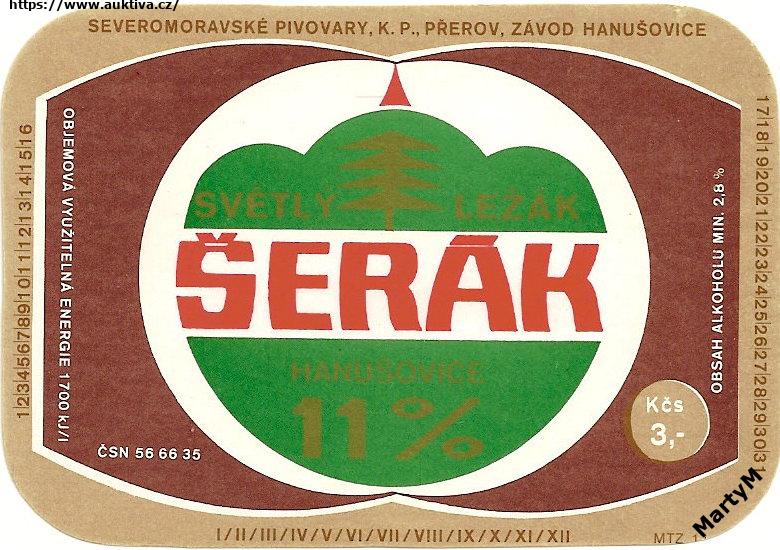 https://www.auktiva.cz/
SEVEROMORAVSKÉ PIVOVARY, K. P., PŘEROV, ZÁVOD HANUŠOVICE
1|2|3|4|5|6|7|8|9|10|11|12|13|14|15|16
OBJEMOVÁ VYUŽITELNÁ ENERGIE 1700 kJ/l
SVĚTLÝ LEŽÁK
ŠERÁK
HANUŠOVICE
11%
ČSN 56 66 35
Kčs
3,-
OBSAH ALKOHOLU MIN. 2,8 %
17|18|19|20|21|22|23|24|25|26|27|28|29|30|31
I/II/III/IV/V/VI/VII/VIII/IX/X/XI/XII
MTZ 1
MartyM